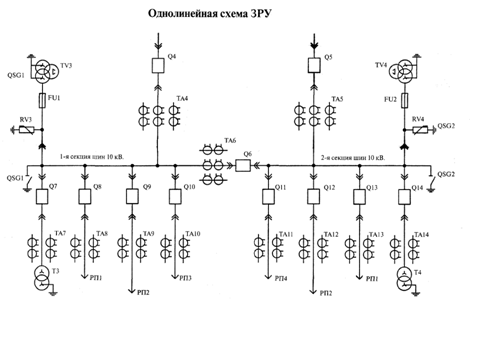 Однолинейная схема ЗРУ
TV3
Q4
Q5
TV4
QSG1
FU1
TA4
TA5
FU2
RV3
TA6
RV4
QSG2
1-я секция шин 10 кВ.
Q6
2-я секция шин 10 кВ.
QSG1
Q7
Q8
Q9
Q10
Q11
Q12
Q13
Q14
QSG2
TA7
TA8
TA9
TA10
TA11
TA12
TA13
TA14
T3
РП1
РП2
РП3
РП4
РП2
РП1
T4